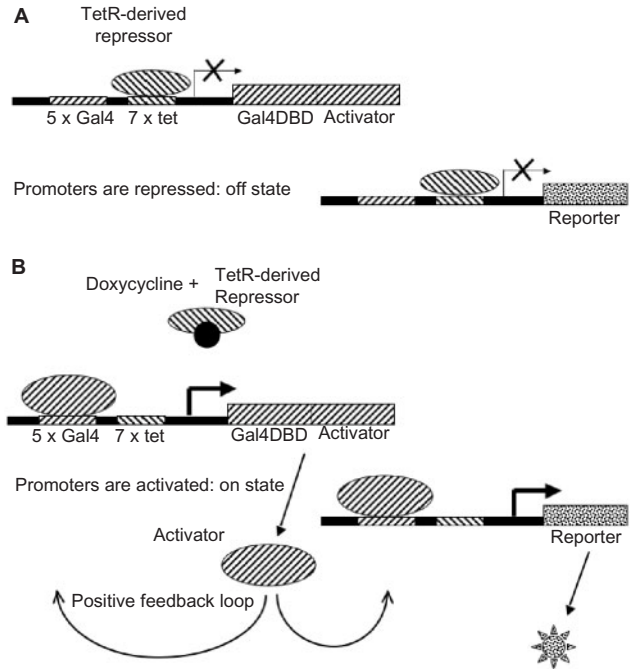 A
TetR-derived
repressor
5 x Gal4 7 x tet Gal4DBD Activator
Promoters are repressed: off state
Reporter
B
Doxycycline + TetR-derived
Repressor
5 x Gal4 7 x tet Gal4DBD Activator
Promoters are activated: on state
Activator
Reporter
Positive feedback loop